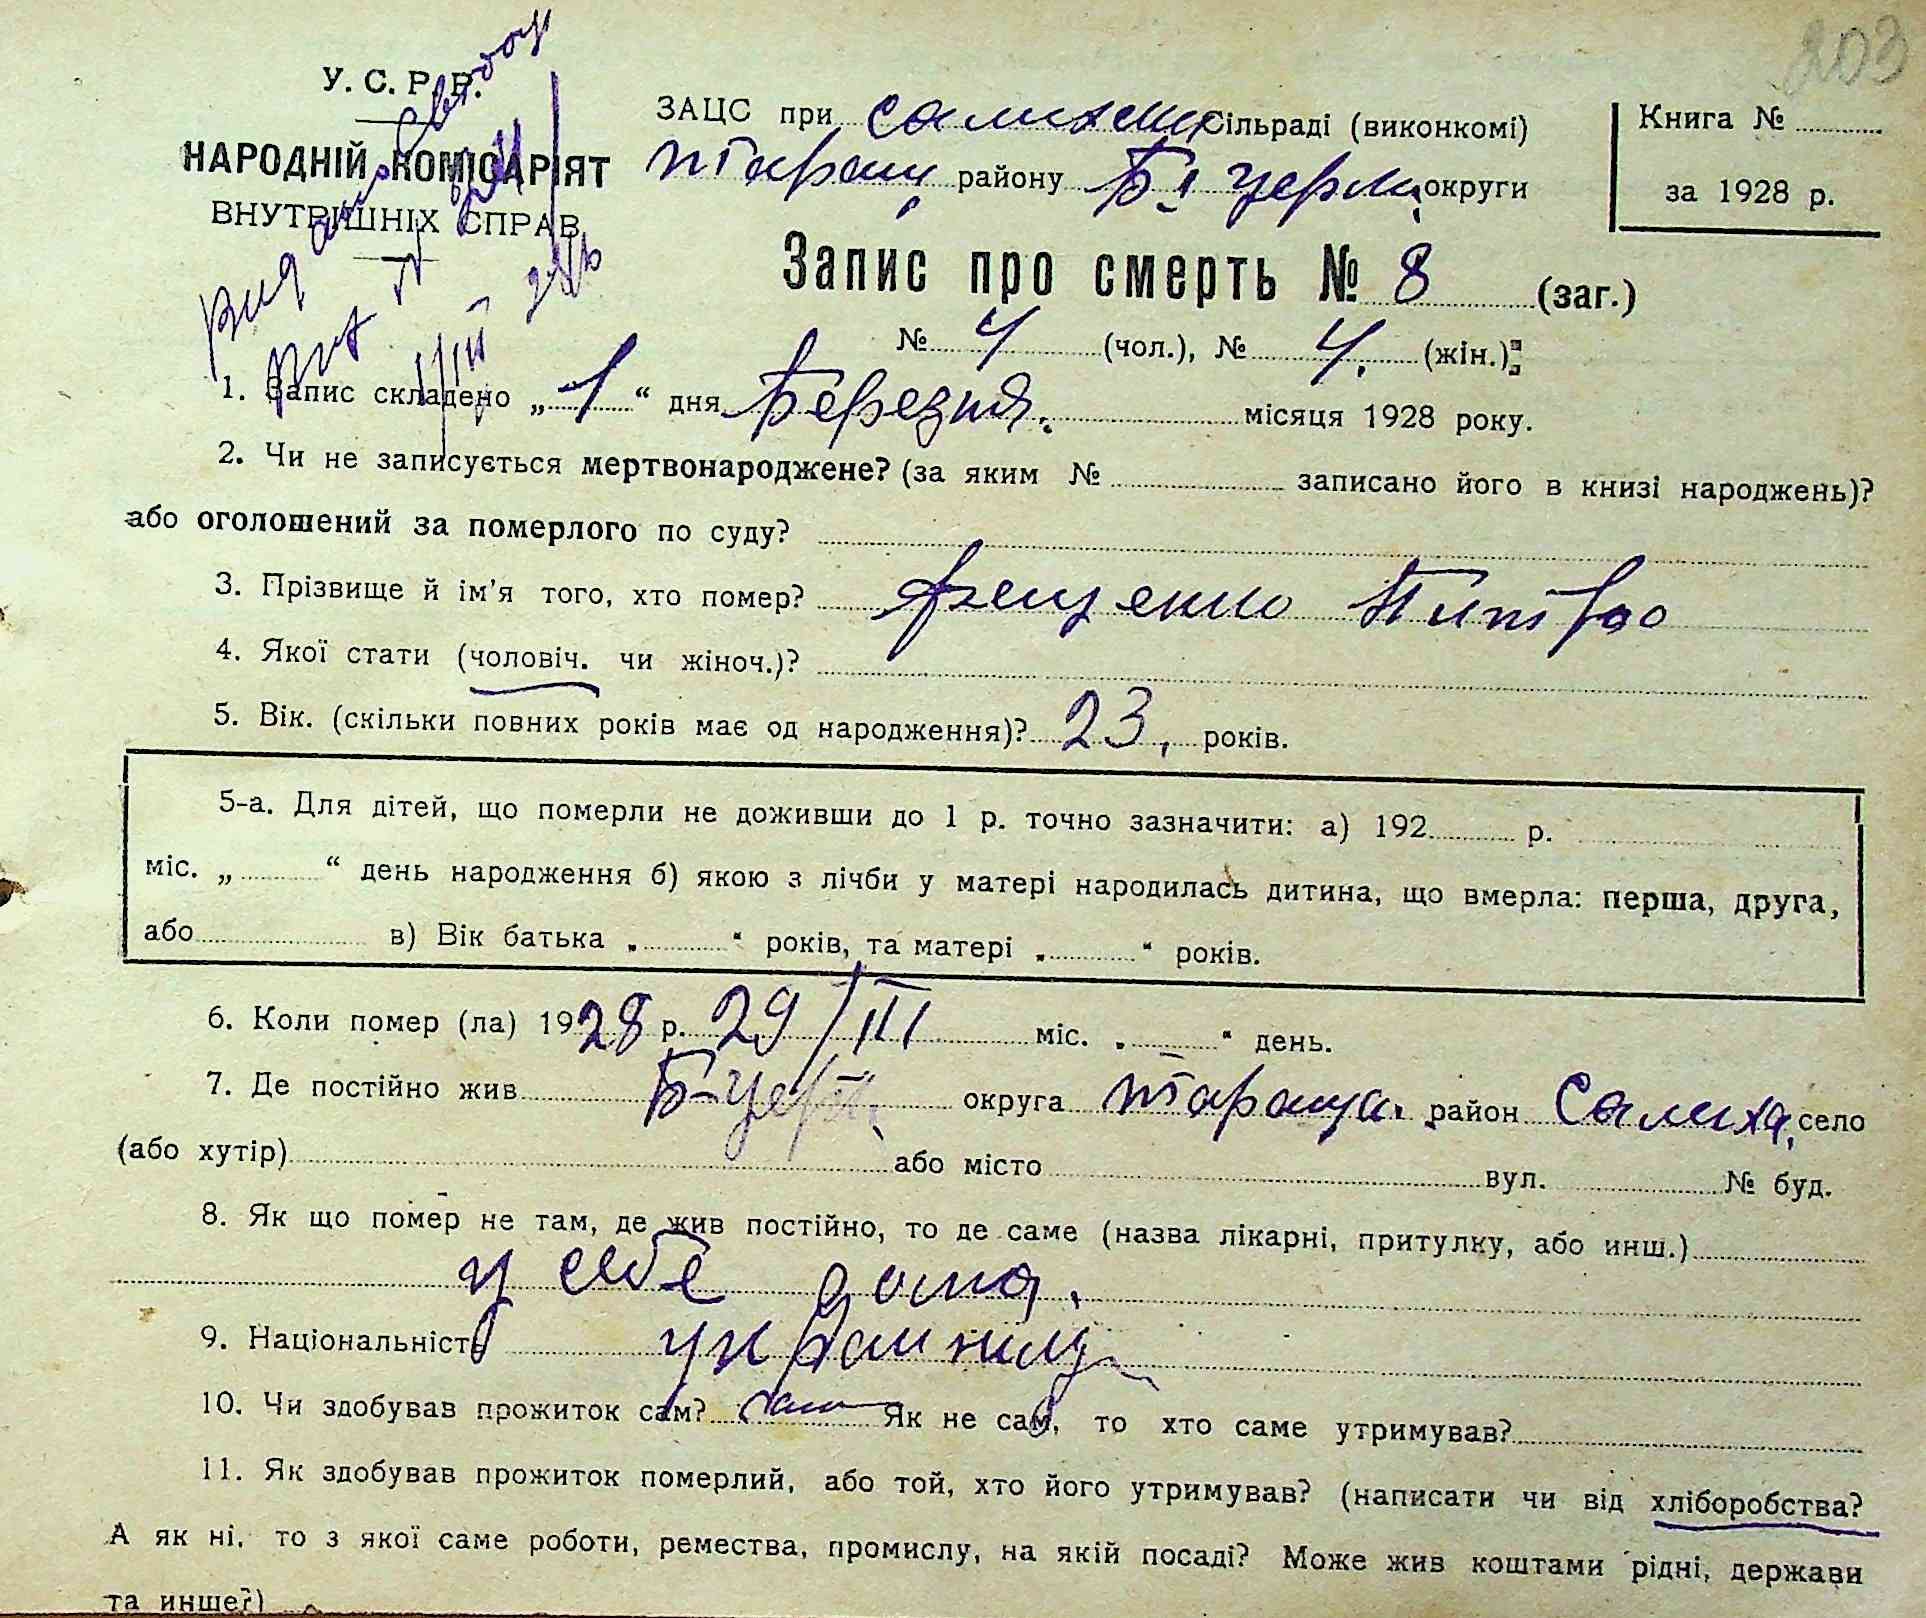 203
У. С. Р. Р.
НАРОДНІЙ КОМІСАРІЯТ
ВНУТРІШНІХ СПРАВ
ЗАЦС при Салихськ сільраді (виконкомі)
Таращ району Б. Церкі округи
Книга №
за 1928 р.
Запис про смерть № 8 (заг.)
№ 4 (чол.), № 4, (жін.)
1. Запис складено „ 1 “ дня Березня. місяця 1928 року.
2. Чи не записується мертвонароджене? (за яким № записано його в книзі народжень)?
або оголошений за померлого по суду?
3. Прізвище й ім'я того, хто помер?
4. Якої стати (чоловіч. чи жіноч.)?
5. Вік. (скільки повних років має од народження)? 23, років.
5-а. Для дітей, що померли не доживши до 1 р. точно зазначити: а) 192 р.
міс. „ “ день народження б) якою з лічби у матері народилась дитина, що вмерла: перша, друга,
або в) Вік батька „ “ років, та матері „ “ років.
6. Коли помер (ла) 1928 р. 29/III міс. „ “ день.
7. Де постійно жив Б-Церк округа Тараща. район Салиха, село
(або хутір) або місто вул. № буд.
8. Як що помер не там, де жив постійно, то де саме (назва лікарні, притулку, або инш.)
у себе дома.
9. Національність
10. Чи здобував прожиток сам? сам Як не сам, то хто саме утримував?
11. Як здобував прожиток померлий, або той, хто його утримував? (написати чи від хліборобства?
А як ні, то з якої саме роботи, ремества, промислу, на якій посаді? Може жив коштами рідні, держави
та инше?)